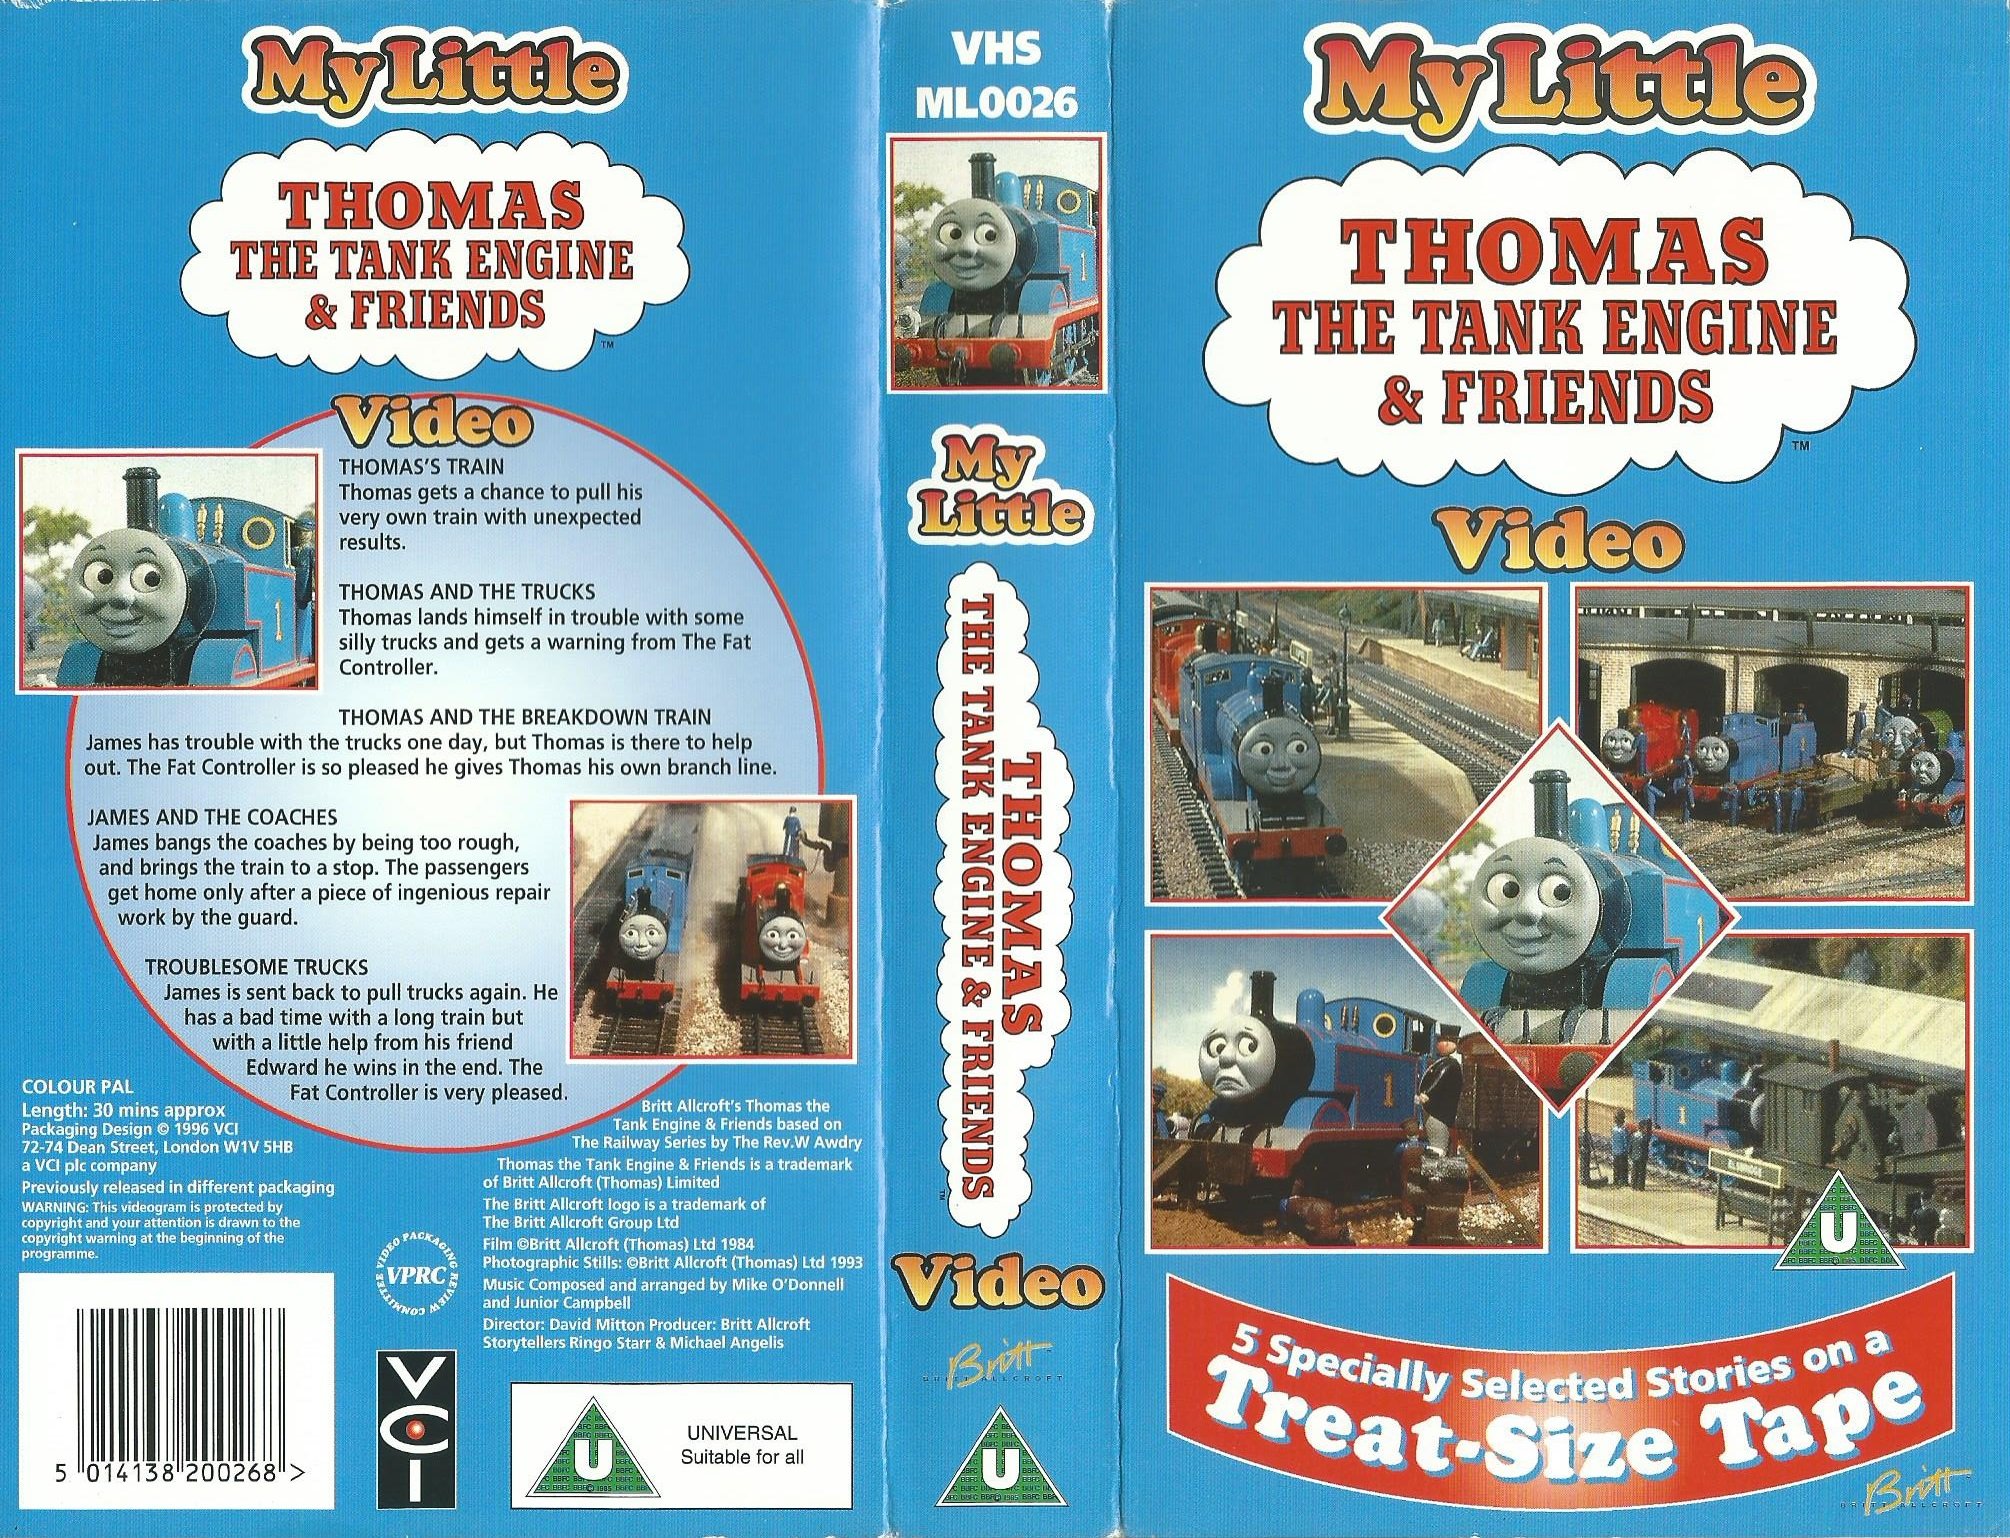 My Little
THOMAS
THE TANK ENGINE
& FRIENDS
TM
Video
THOMAS'S TRAIN
Thomas gets a chance to pull his
very own train with unexpected
results.
THOMAS AND THE TRUCKS
Thomas lands himself in trouble with some
silly trucks and gets a warning from The Fat
Controller.
THOMAS AND THE BREAKDOWN TRAIN
James has trouble with the trucks one day, but Thomas is there to help
out. The Fat Controller is so pleased he gives Thomas his own branch line.
JAMES AND THE COACHES
James bangs the coaches by being too rough,
and brings the train to a stop. The passengers
get home only after a piece of ingenious repair
work by the guard.
TROUBLESOME TRUCKS
James is sent back to pull trucks again. He
has a bad time with a long train but
with a little help from his friend
Edward he wins in the end. The
Fat Controller is very pleased.
COLOUR PAL
Length: 30 mins approx
Packaging Design © 1996 VCI
72-74 Dean Street, London W1V 5HB
a VCI plc company
Previously released in different packaging
WARNING: This videogram is protected by
copyright and your attention is drawn to the
copyright warning at the beginning of the
programme.
5 014138 200268 >
VIDEO PACKAGING REVIEW COMMITTEE
VPRC
VCI
Britt Allcroft's Thomas the
Tank Engine & Friends based on
The Railway Series by The Rev.W Awdry
Thomas the Tank Engine & Friends is a trademark
of Britt Allcroft (Thomas) Limited
The Britt Allcroft logo is a trademark of
The Britt Allcroft Group Ltd
Film ©Britt Allcroft (Thomas) Ltd 1984
Photographic Stills: ©Britt Allcroft (Thomas) Ltd 1993
Music Composed and arranged by Mike O'Donnell
and Junior Campbell
Director: David Mitton Producer: Britt Allcroft
Storytellers Ringo Starr & Michael Angelis
U
UNIVERSAL
Suitable for all
VHS
ML0026
1
My
Little
THOMAS
THE TANK ENGINE & FRIENDS
TM
Video
Britt
BRITT ALLCROFT
U
My Little
THOMAS
THE TANK ENGINE
& FRIENDS
TM
Video
1
1
U
5 Specially Selected Stories on a
Treat-Size Tape
Britt
BRITT ALLCROFT